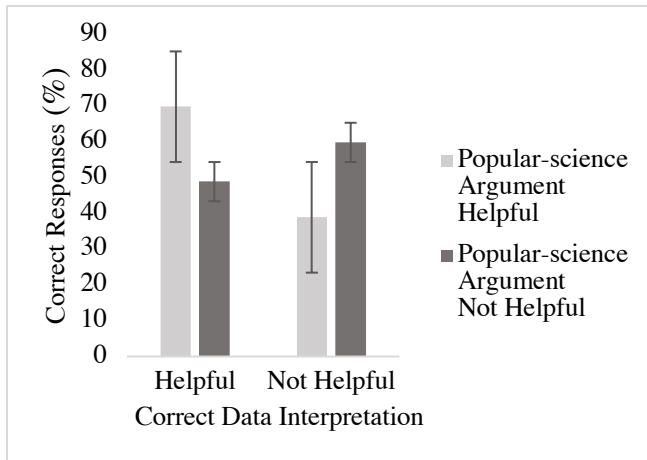 90
80
70
60
50
40
30
20
10
0
Correct Responses (%)
Helpful
Not Helpful
Correct Data Interpretation
Popular-science
Argument
Helpful
Popular-science
Argument
Not Helpful